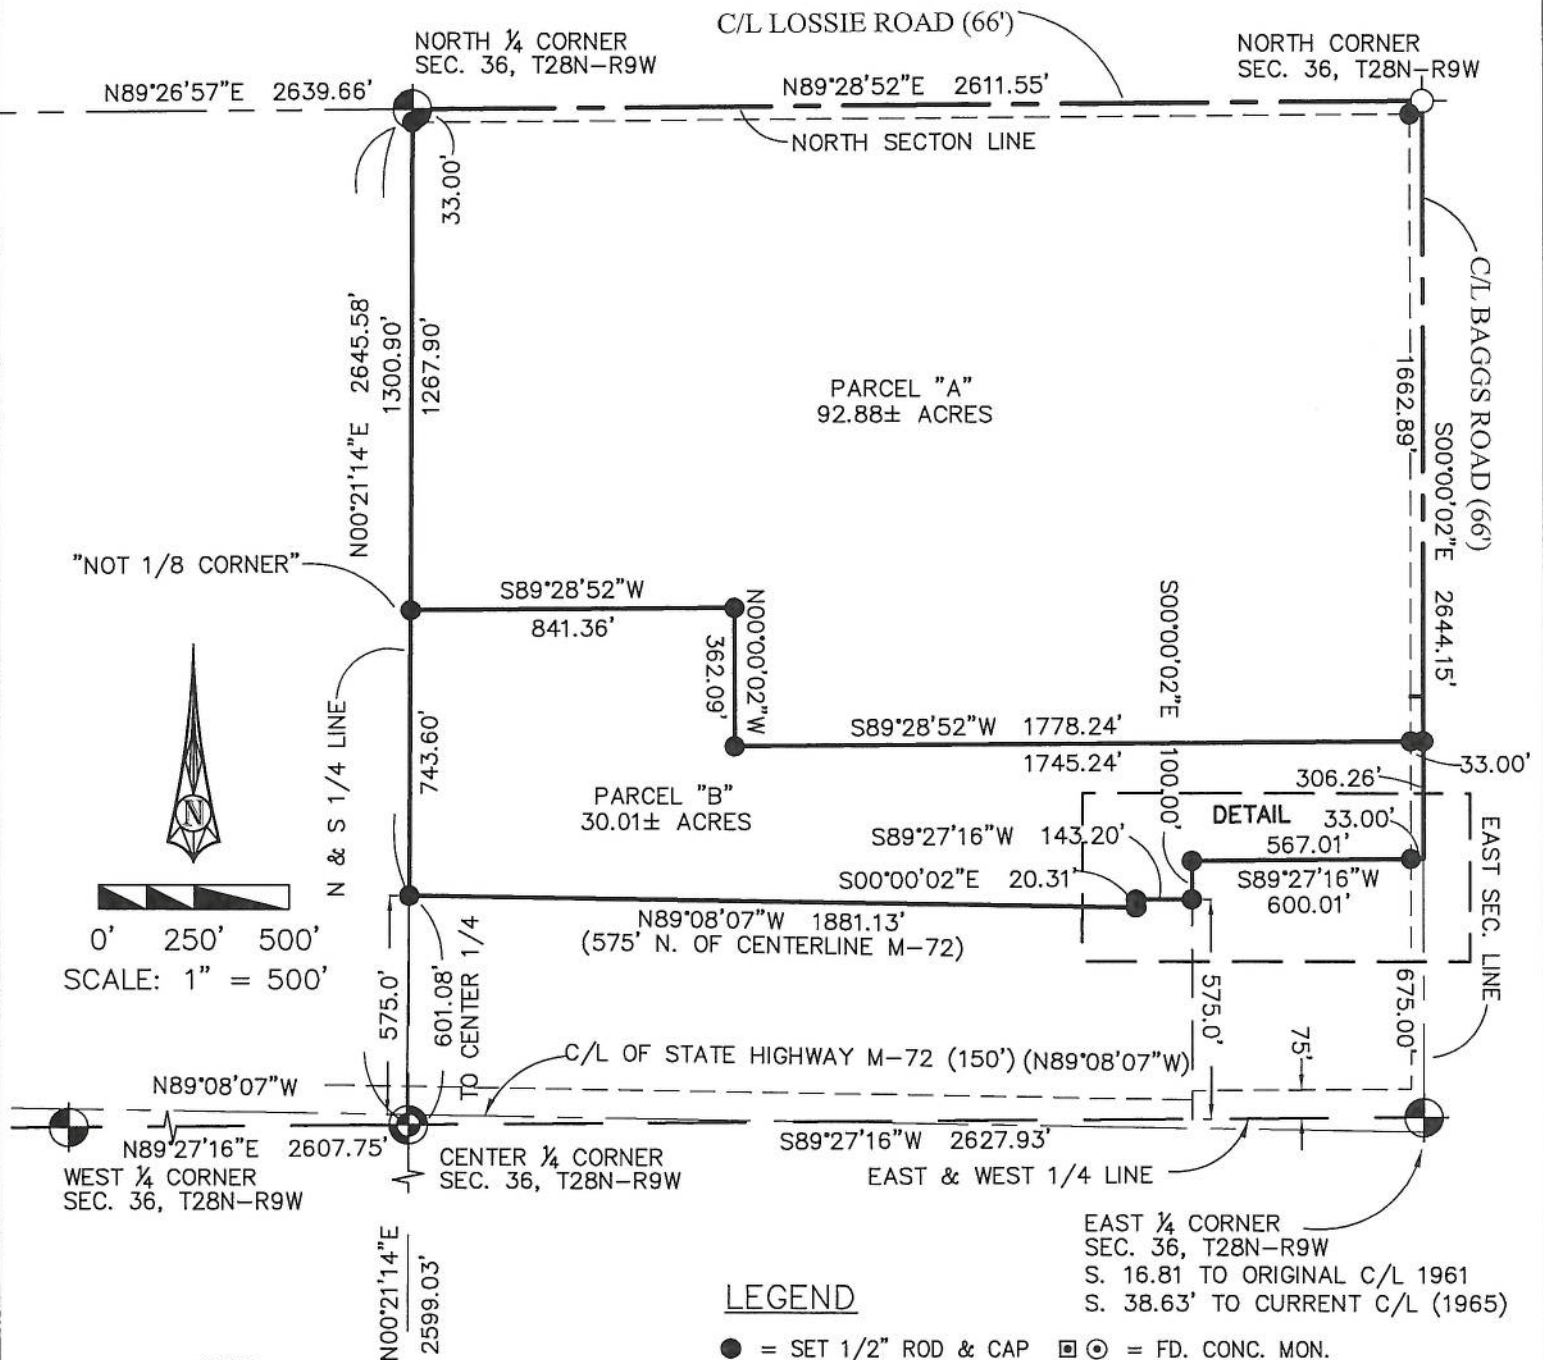 C/L LOSSIE ROAD (66')
NORTH ¼ CORNER
SEC. 36, T28N-R9W
NORTH CORNER
SEC. 36, T28N-R9W
N89°26'57"E 2639.66'
N89°28'52"E 2611.55'
NORTH SECTON LINE
33.00'
C/L BAGGS ROAD (66')
N00°21'14"E 2645.58'
1300.90'
1267.90'
PARCEL "A"
92.88± ACRES
1662.89'
S00°00'02"E 2644.15'
"NOT 1/8 CORNER"
S89°28'52"W
841.36'
N00°00'02"W
362.09'
S00°00'02"E 100.00'
S89°28'52"W 1778.24'
1745.24'
N & S 1/4 LINE
743.60'
N
PARCEL "B"
30.01± ACRES
33.00'
306.26'
DETAIL
33.00'
S89°27'16"W 143.20'
567.01'
S89°27'16"W
600.01'
S00°00'02"E 20.31'
N89°08'07"W 1881.13'
(575' N. OF CENTERLINE M-72)
EAST SEC. LINE
0' 250' 500'
SCALE: 1" = 500'
575.0'
601.08'
TO CENTER 1/4
575.0'
675.00'
75'
C/L OF STATE HIGHWAY M-72 (150') (N89°08'07"W)
N89°08'07"W
N89°27'16"E 2607.75'
S89°27'16"W 2627.93'
WEST ¼ CORNER
SEC. 36, T28N-R9W
CENTER ¼ CORNER
SEC. 36, T28N-R9W
EAST & WEST 1/4 LINE
EAST ¼ CORNER
SEC. 36, T28N-R9W
S. 16.81 TO ORIGINAL C/L 1961
S. 38.63' TO CURRENT C/L (1965)
N00°21'14"E
2599.03'
LEGEND
= SET 1/2" ROD & CAP
= FD. CONC. MON.